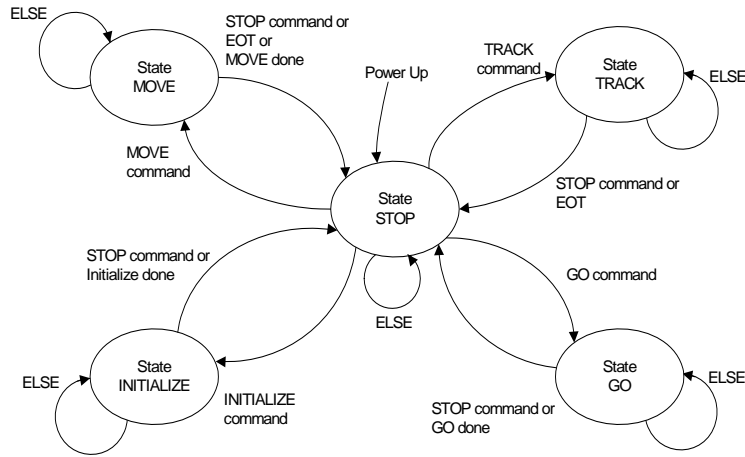 ELSE
State
MOVE
STOP command or
EOT or
MOVE done
Power Up
TRACK
command
State
TRACK
ELSE
MOVE
command
State
STOP
STOP command or
EOT
STOP command or
Initialize done
ELSE
GO command
State
INITIALIZE
ELSE
INITIALIZE
command
STOP command or
GO done
State
GO
ELSE